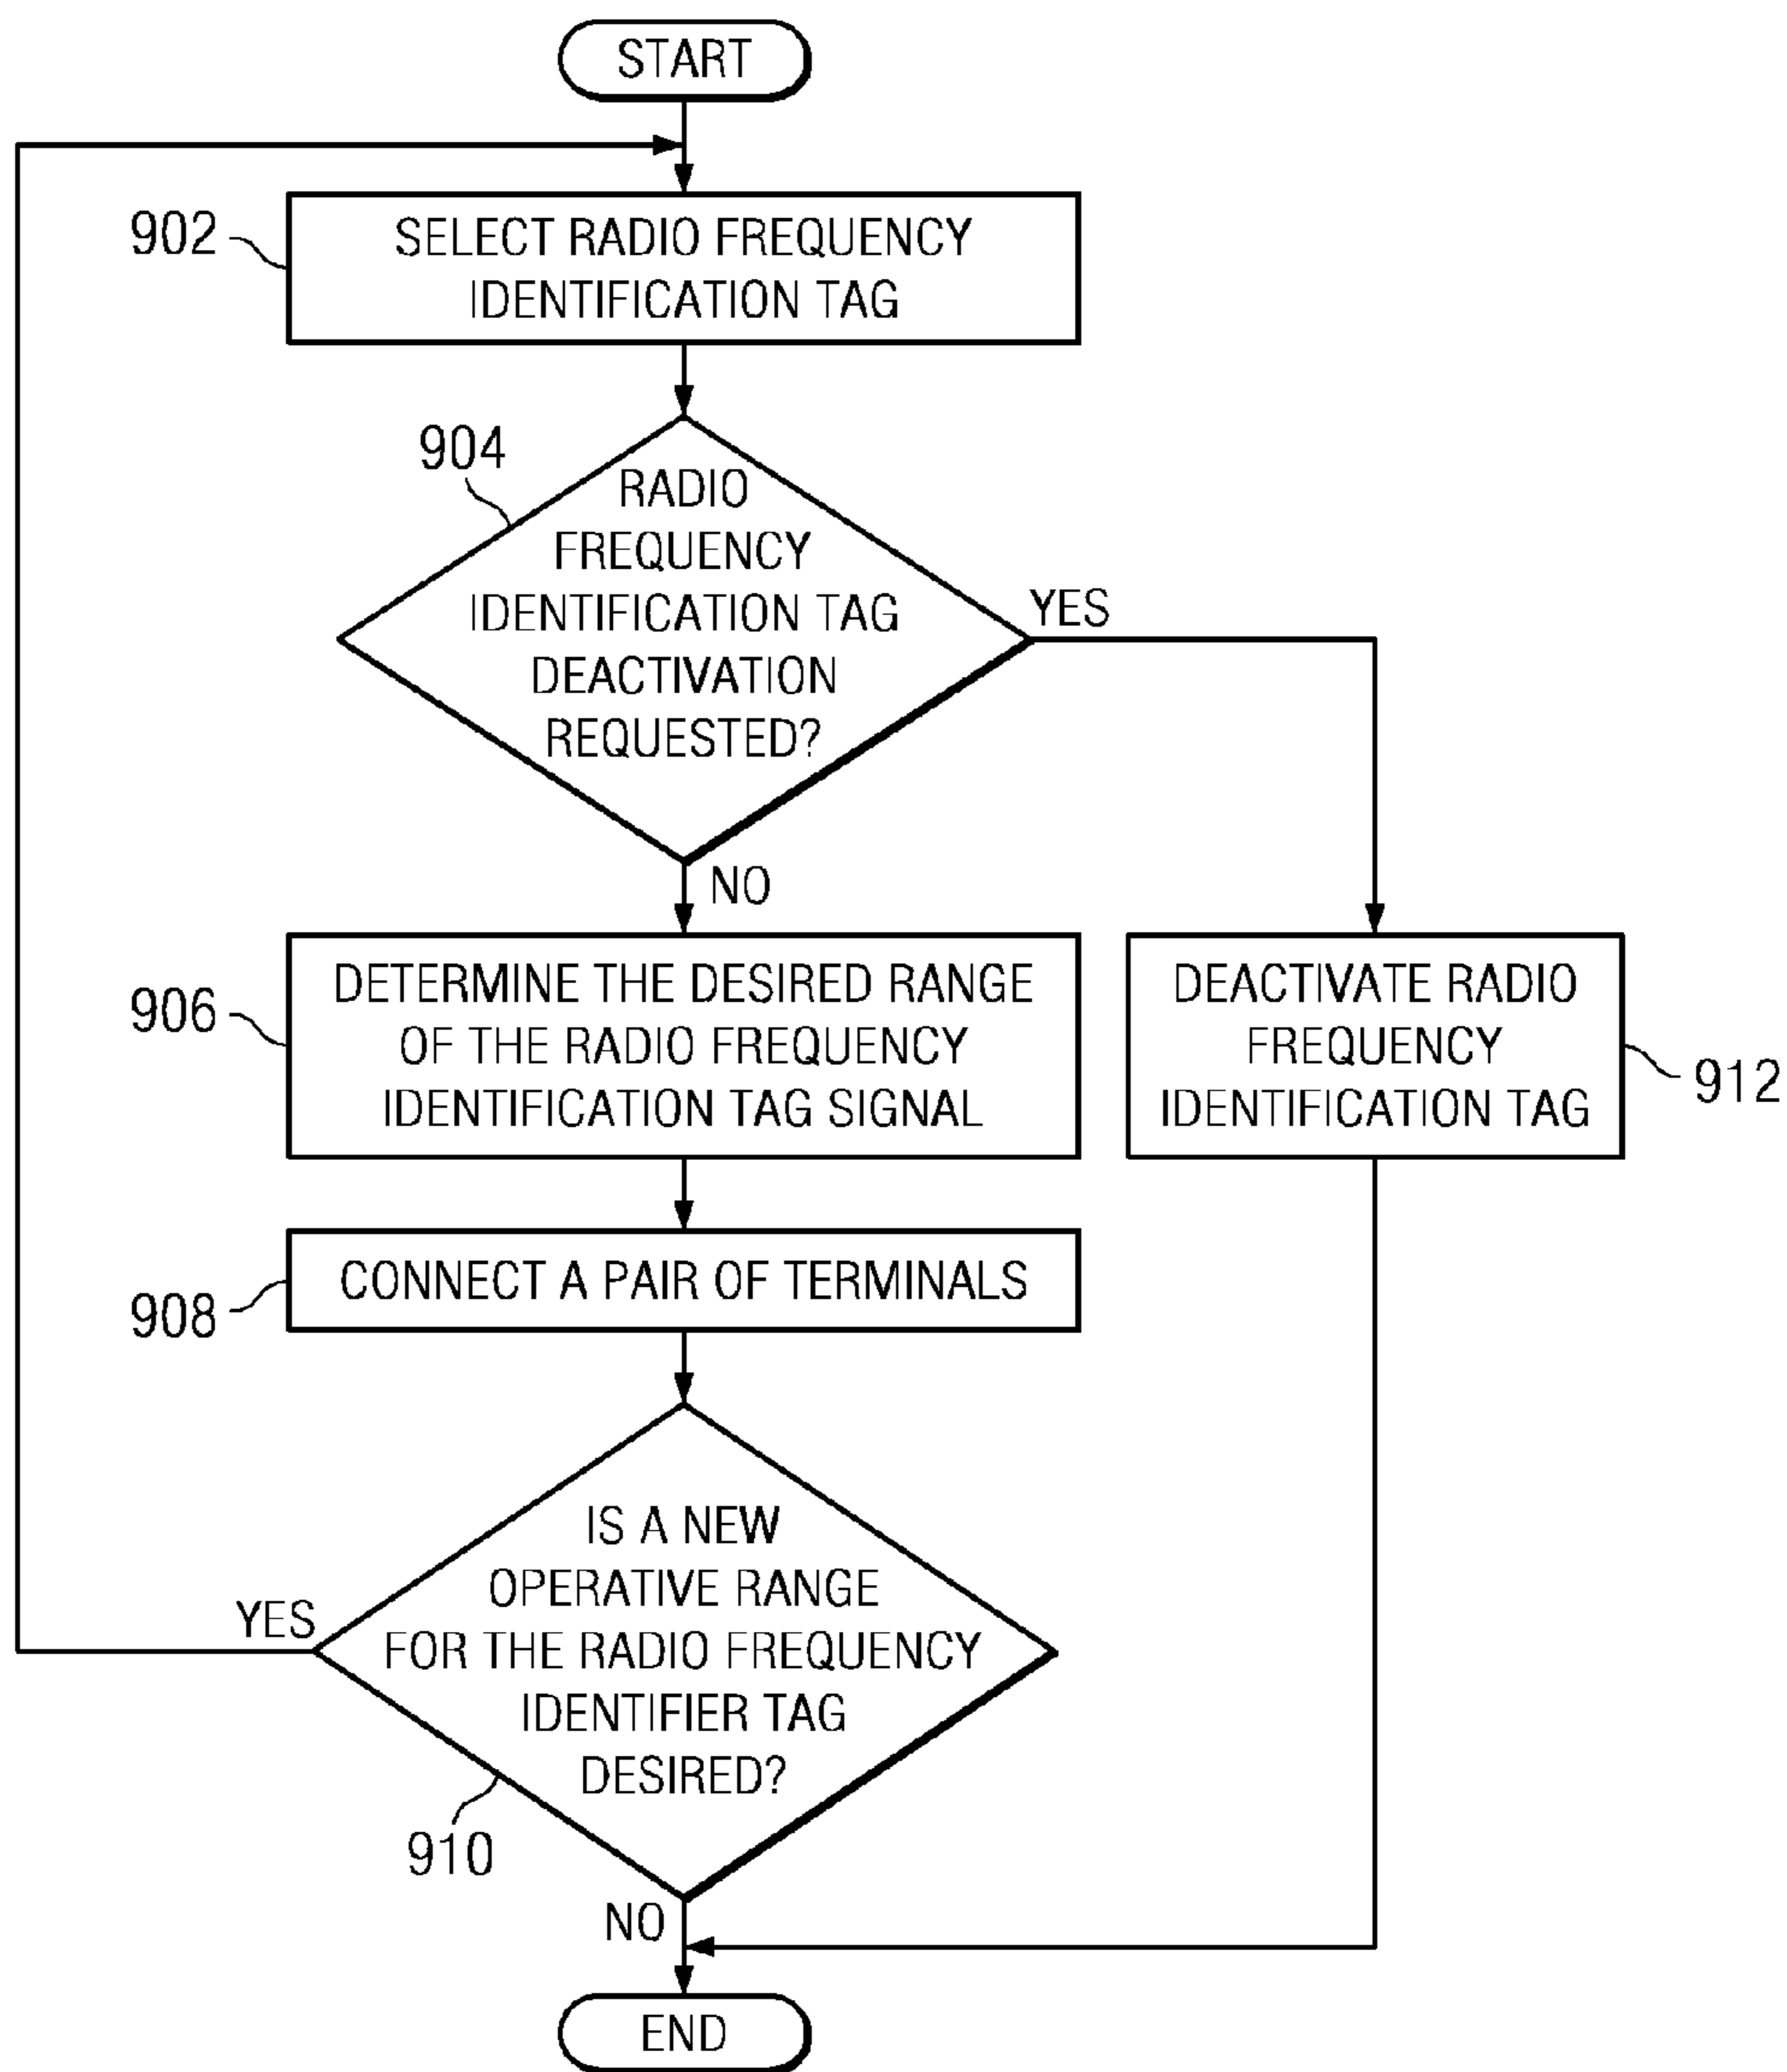 START
902
SELECT RADIO FREQUENCY
IDENTIFICATION TAG
904
RADIO
FREQUENCY
IDENTIFICATION TAG
DEACTIVATION
REQUESTED?
YES
NO
906
DETERMINE THE DESIRED RANGE
OF THE RADIO FREQUENCY
IDENTIFICATION TAG SIGNAL
DEACTIVATE RADIO
FREQUENCY
IDENTIFICATION TAG
912
908
CONNECT A PAIR OF TERMINALS
IS A NEW
OPERATIVE RANGE
FOR THE RADIO FREQUENCY
IDENTIFIER TAG
DESIRED?
YES
910
NO
END